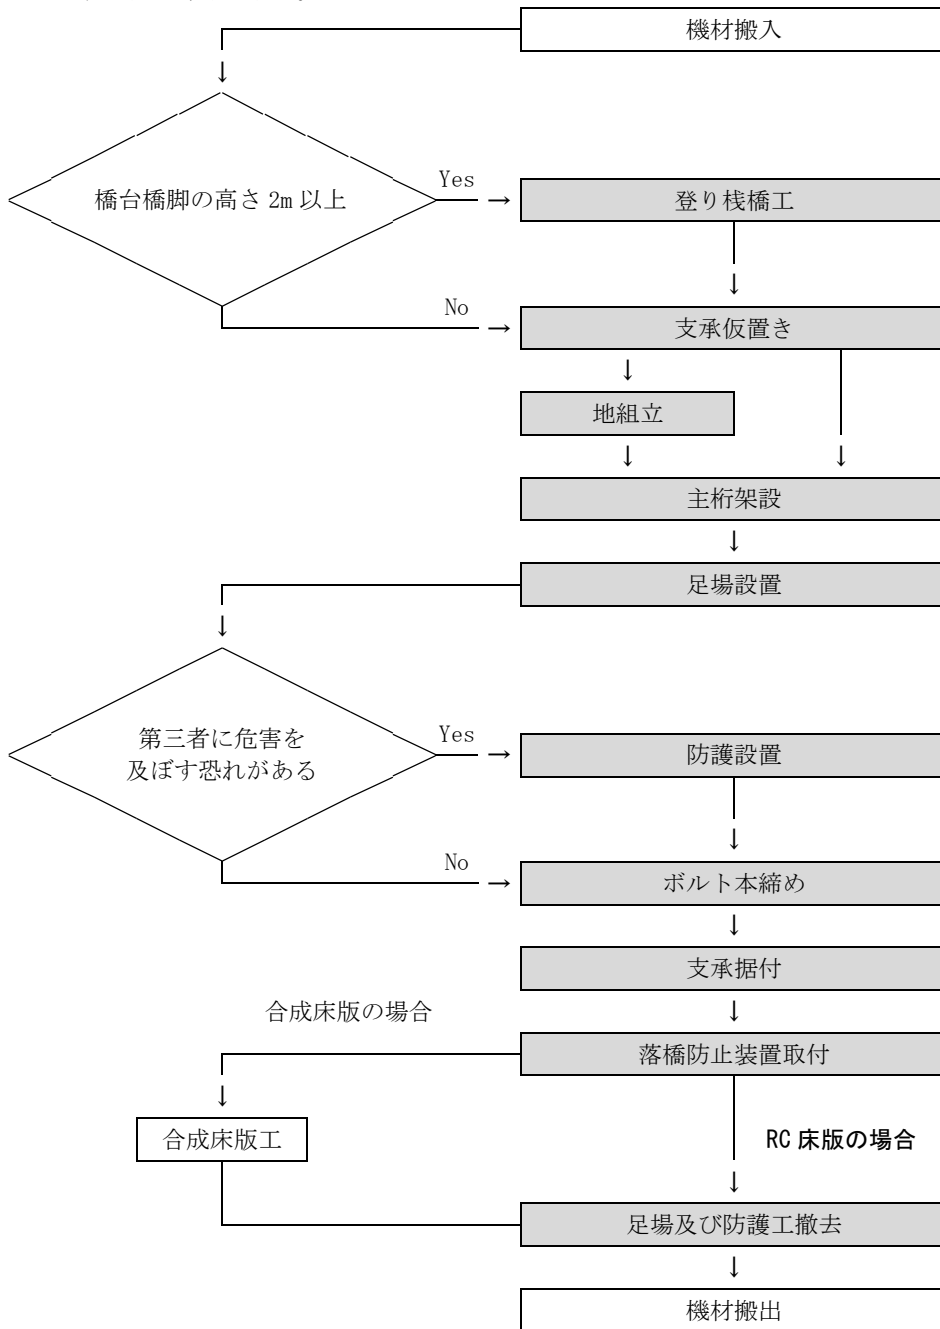 機材搬入
橋台橋脚の高さ 2m 以上
Yes
→
登り桟橋工
↓
No
→
支承仮置き
↓
地組立
↓
↓
主桁架設
↓
足場設置
↓
第三者に危害を
及ぼす恐れがある
Yes
→
防護設置
↓
No
→
ボルト本締め
↓
支承据付
↓
合成床版の場合
落橋防止装置取付
↓
合成床版工
RC 床版の場合
↓
足場及び防護工撤去
↓
機材搬出